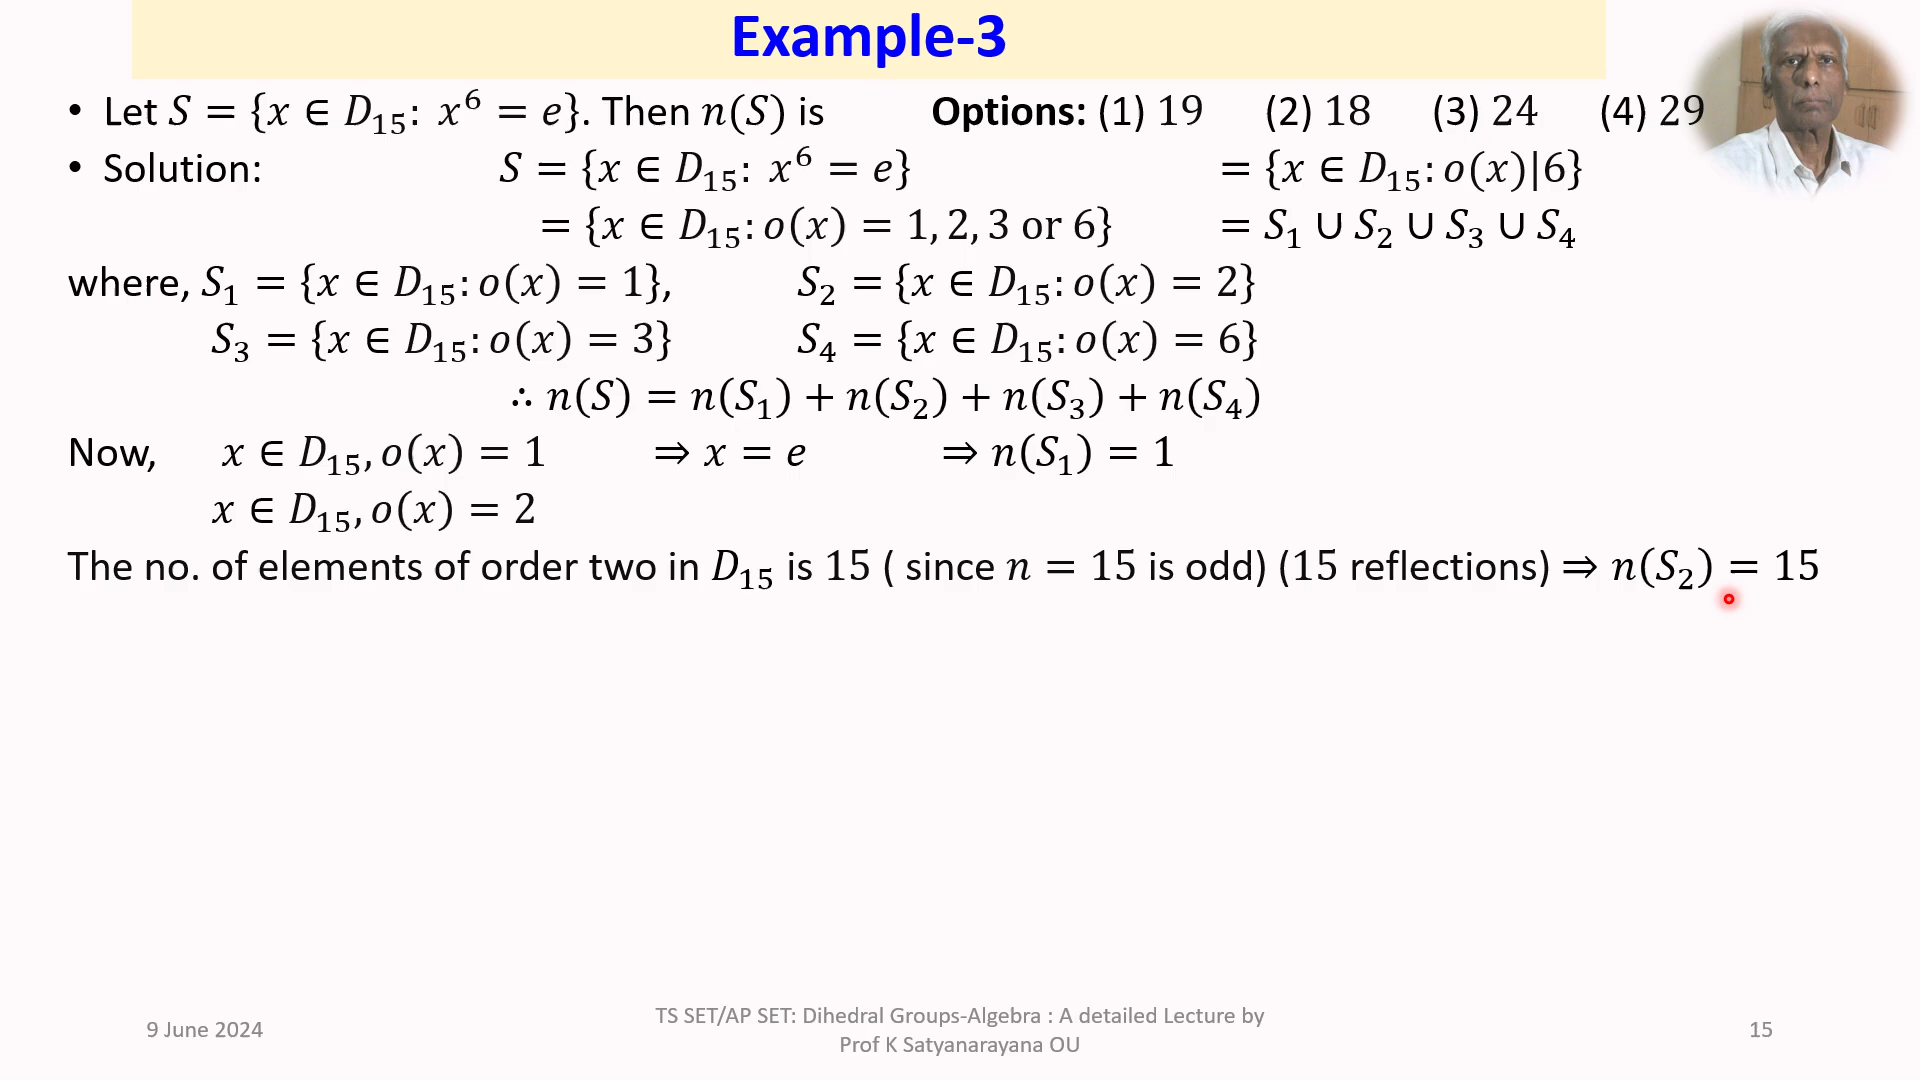 Example-3
• Let S = {x ∈ D₁₅: x⁶ = e}. Then n(S) is Options: (1) 19 (2) 18 (3) 24 (4) 29
• Solution: S = {x ∈ D₁₅: x⁶ = e} = {x ∈ D₁₅: o(x)|6}
= {x ∈ D₁₅: o(x) = 1, 2, 3 or 6} = S₁ ∪ S₂ ∪ S₃ ∪ S₄
where, S₁ = {x ∈ D₁₅: o(x) = 1}, S₂ = {x ∈ D₁₅: o(x) = 2}
S₃ = {x ∈ D₁₅: o(x) = 3} S₄ = {x ∈ D₁₅: o(x) = 6}
∴ n(S) = n(S₁) + n(S₂) + n(S₃) + n(S₄)
Now, x ∈ D₁₅, o(x) = 1 ⇒ x = e ⇒ n(S₁) = 1
x ∈ D₁₅, o(x) = 2
The no. of elements of order two in D₁₅ is 15 ( since n = 15 is odd) (15 reflections) ⇒ n(S₂) = 15
9 June 2024
TS SET/AP SET: Dihedral Groups-Algebra : A detailed Lecture by
Prof K Satyanarayana OU
15